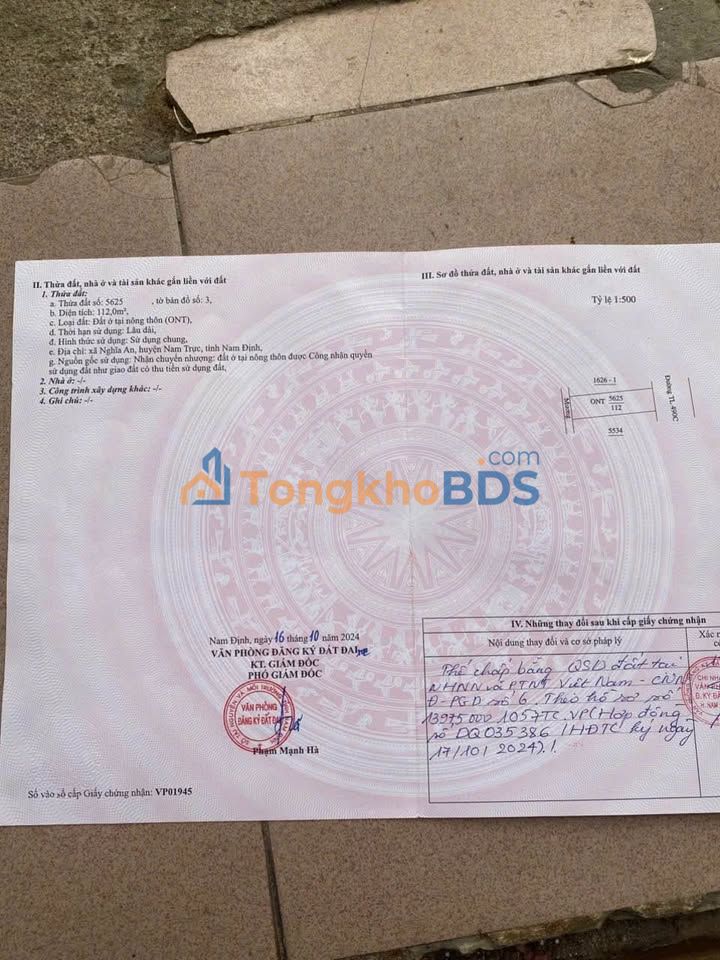 II. Thửa đất, nhà ở và tài sản khác gắn liền với đất
1. Thửa đất:
a. Thửa đất số: 5625 , tờ bản đồ số: 3,
b. Diện tích: 112,0m²,
c. Loại đất: Đất ở tại nông thôn (ONT),
d. Thời hạn sử dụng: Lâu dài,
đ. Hình thức sử dụng: Sử dụng chung,
e. Địa chỉ: xã Nghĩa An, huyện Nam Trực, tỉnh Nam Định,
g. Nguồn gốc sử dụng: Nhận chuyển nhượng: đất ở tại nông thôn được Công nhận quyền
sử dụng đất như giao đất có thu tiền sử dụng đất,
2. Nhà ở: -/-
3. Công trình xây dựng khác: -/-
4. Ghi chú: -/-
III. Sơ đồ thửa đất, nhà ở và tài sản khác gắn liền với đất
Tỷ lệ 1:500
1626 - 1
Mương
ONT 5625
112
Đường TL 490C
5534
TongkhoBDS.com
Nam Định, ngày 16 tháng 10 năm 2024
VĂN PHÒNG ĐĂNG KÝ ĐẤT ĐAI
KT. GIÁM ĐỐC
PHÓ GIÁM ĐỐC
VĂN PHÒNG
ĐĂNG KÝ ĐẤT ĐAI
Phạm Mạnh Hà
Số vào sổ cấp Giấy chứng nhận: VP01945
IV. Những thay đổi sau khi cấp giấy chứng nhận
Nội dung thay đổi và cơ sở pháp lý
Xác
Thế chấp bằng QSD đất tại
NHNN và PTNT Việt Nam - CN
Đ - PGD số 6. Theo hồ sơ số
13975.000.1057TC.VP(Hợp đồng
số DQ035386 /HĐTC ký ngày
17/10/2024)./.